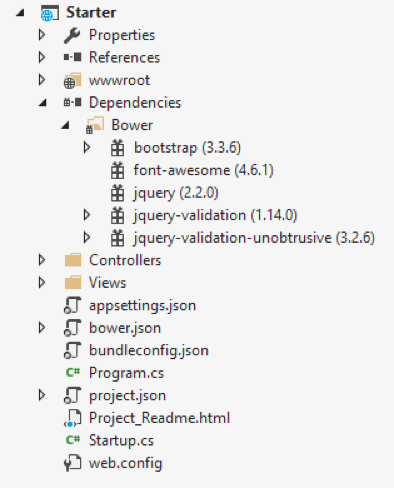 Starter
Properties
References
wwwroot
Dependencies
Bower
bootstrap (3.3.6)
font-awesome (4.6.1)
jquery (2.2.0)
jquery-validation (1.14.0)
jquery-validation-unobtrusive (3.2.6)
Controllers
Views
appsettings.json
bower.json
bundleconfig.json
C# Program.cs
project.json
Project_Readme.html
C# Startup.cs
web.config